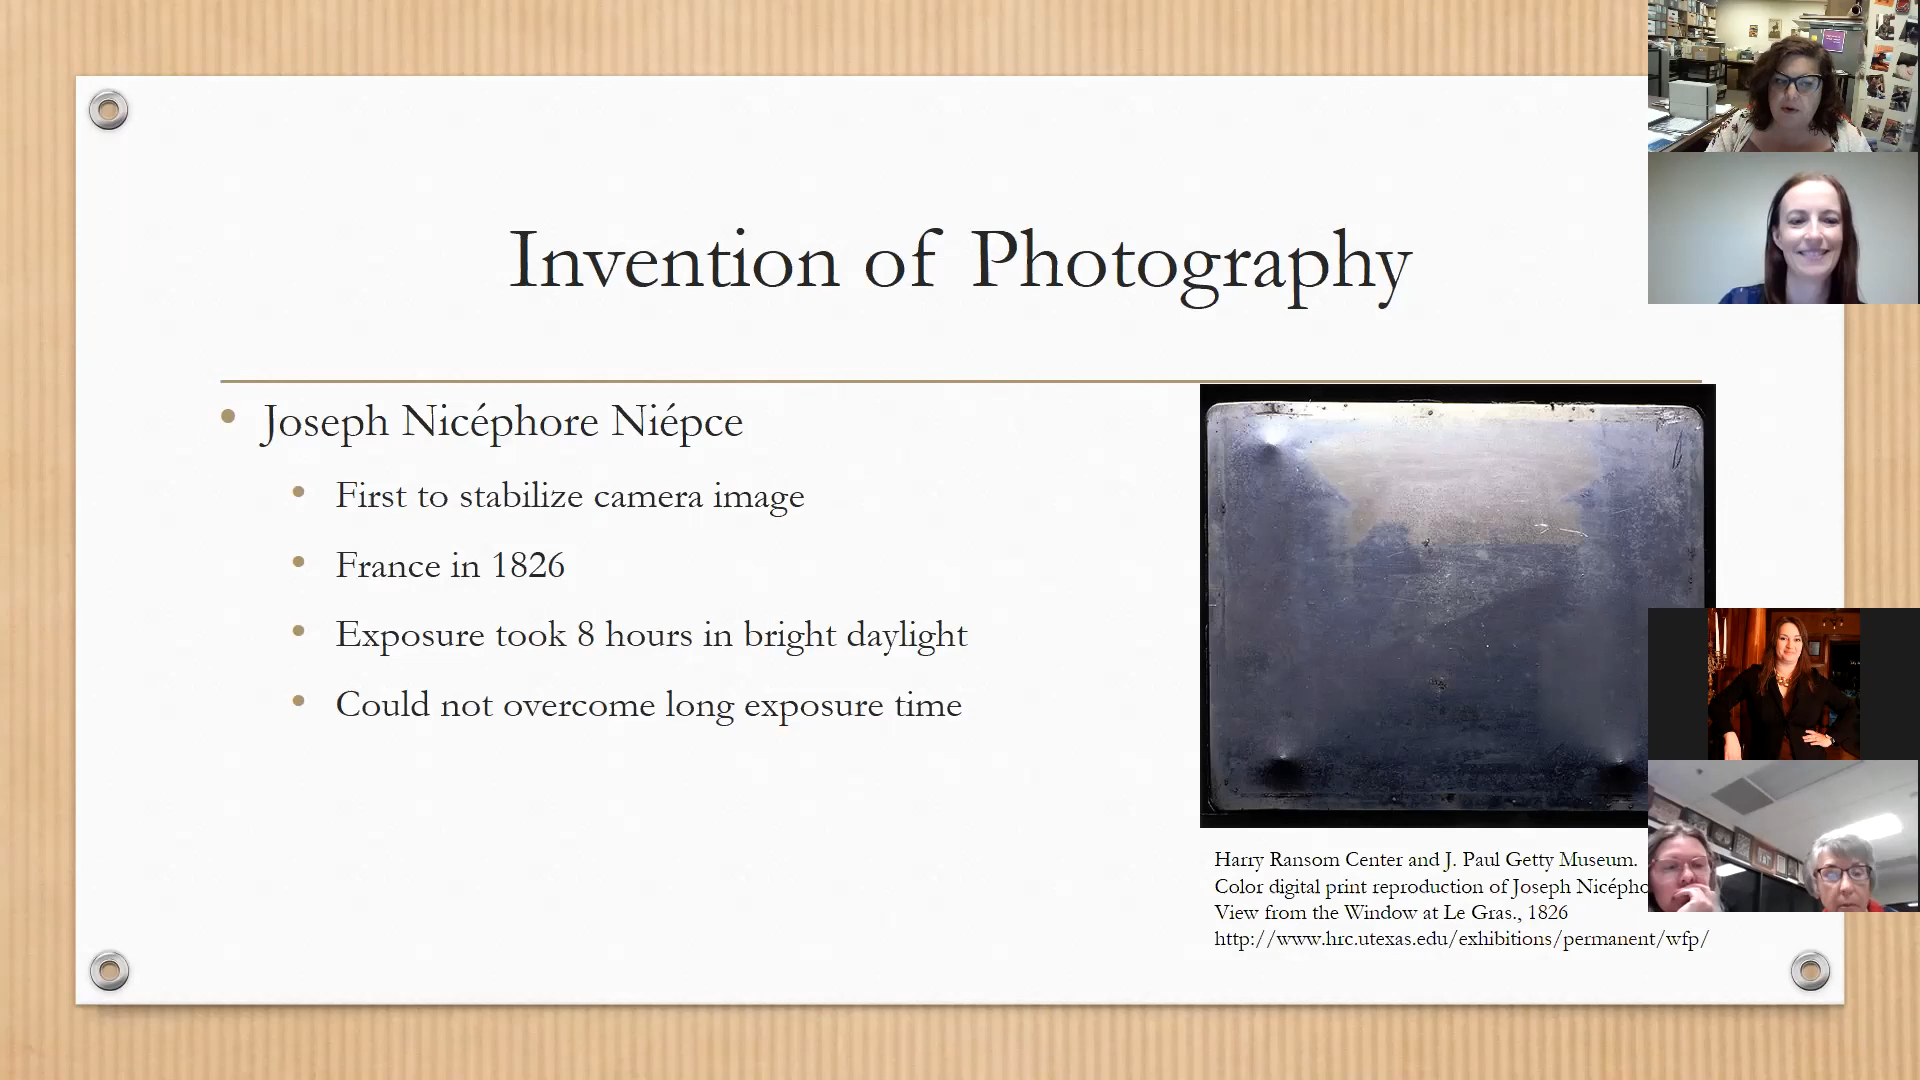 Invention of Photography
Joseph Nicéphore Niépce
First to stabilize camera image
France in 1826
Exposure took 8 hours in bright daylight
Could not overcome long exposure time
Harry Ransom Center and J. Paul Getty Museum.
Color digital print reproduction of Joseph
View from the Window at Le Gras., 1826
http://www.hrc.utexas.edu/exhibitions/permanent/wfp/